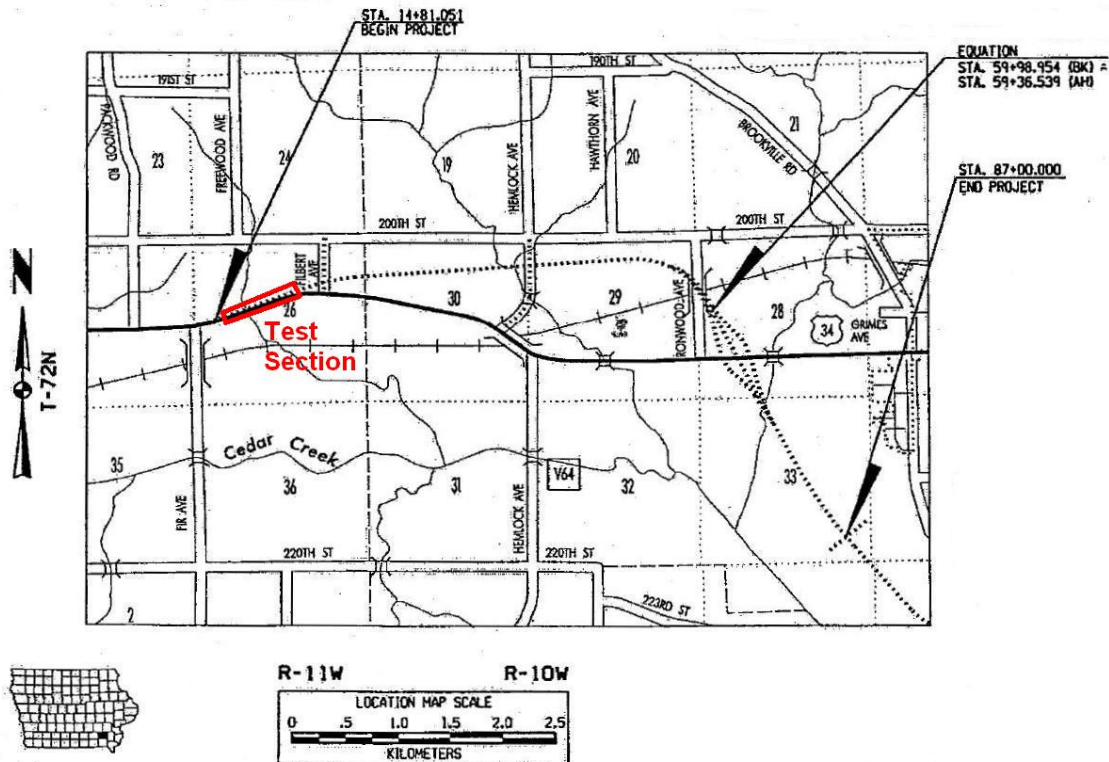 STA. 14+81.051
BEGIN PROJECT
EQUATION
STA. 59+98.954 (BK) =
STA. 59+36.539 (AH)
STA. 87+00.000
END PROJECT
191ST ST
190TH ST
PACKWOOD RD
FREEWOOD AVE
HEMLOCK AVE
HAWTHORN AVE
BROOKVILLE RD
21
23
24
19
20
200TH ST
200TH ST
FILBERT AVE
26
30
29
28
IRONWOOD AVE
34
GRIMES
AVE
Test
Section
N
T-72N
Cedar Creek
35
36
31
V64
32
33
FIR AVE
HEMLOCK AVE
220TH ST
220TH ST
223RD ST
2
R-11W
R-10W
LOCATION MAP SCALE
0 .5 1.0 1.5 2.0 2.5
KILOMETERS